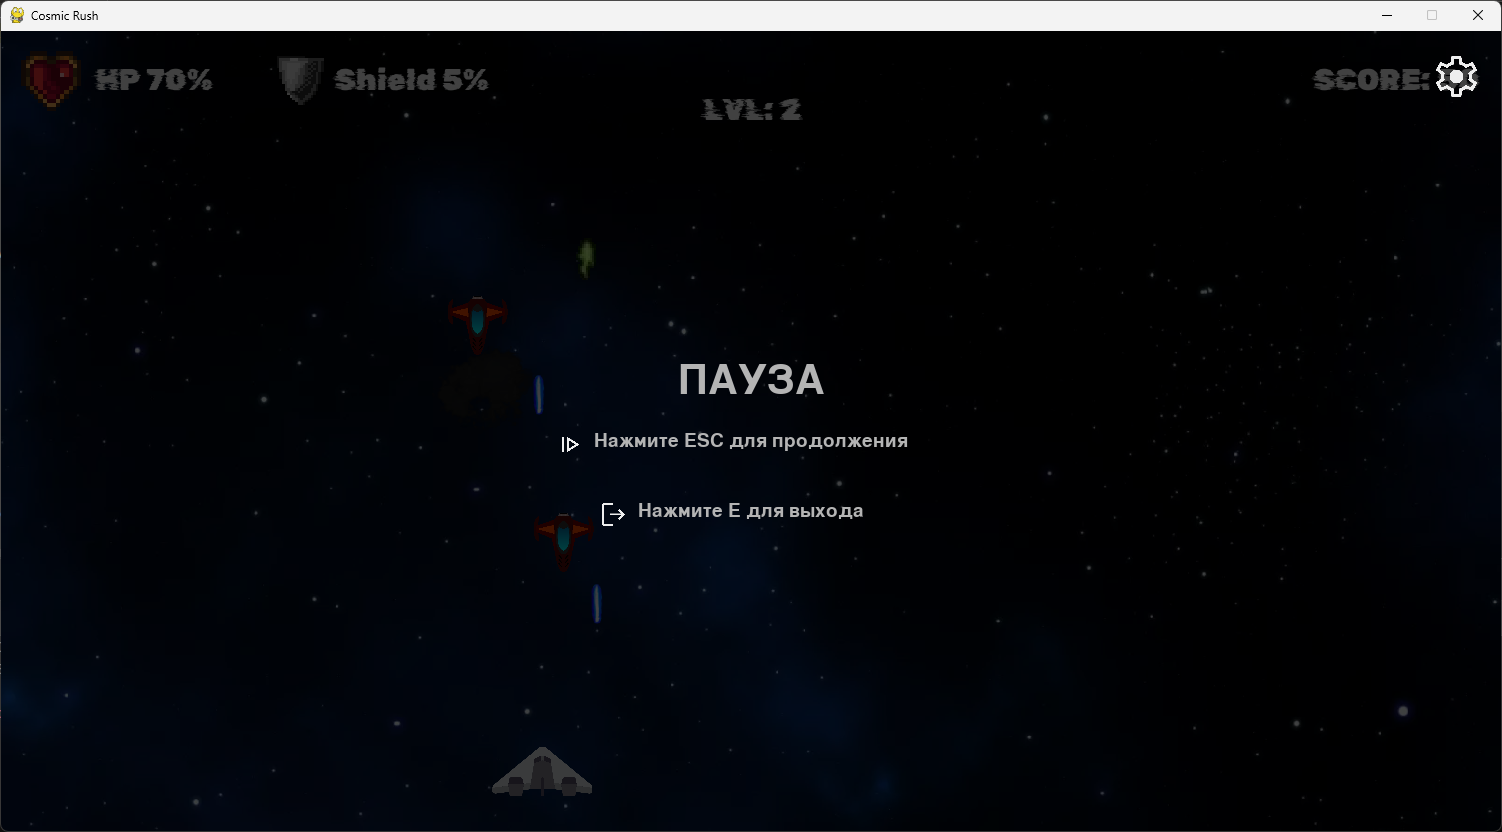 Cosmic Rush
HP 70%
Shield 5%
SCORE:
LVL: 2
ПАУЗА
Нажмите ESC для продолжения
Нажмите E для выхода